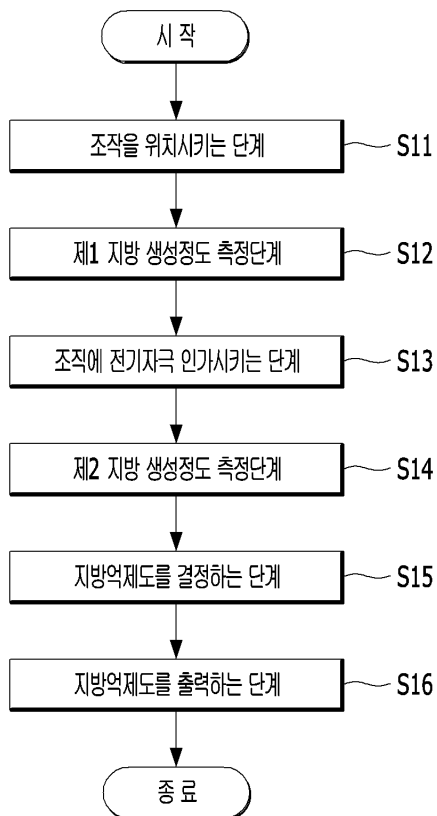 시 작
조작을 위치시키는 단계
S11
제1 지방 생성정도 측정단계
S12
조직에 전기자극 인가시키는 단계
S13
제2 지방 생성정도 측정단계
S14
지방억제도를 결정하는 단계
S15
지방억제도를 출력하는 단계
S16
종 료